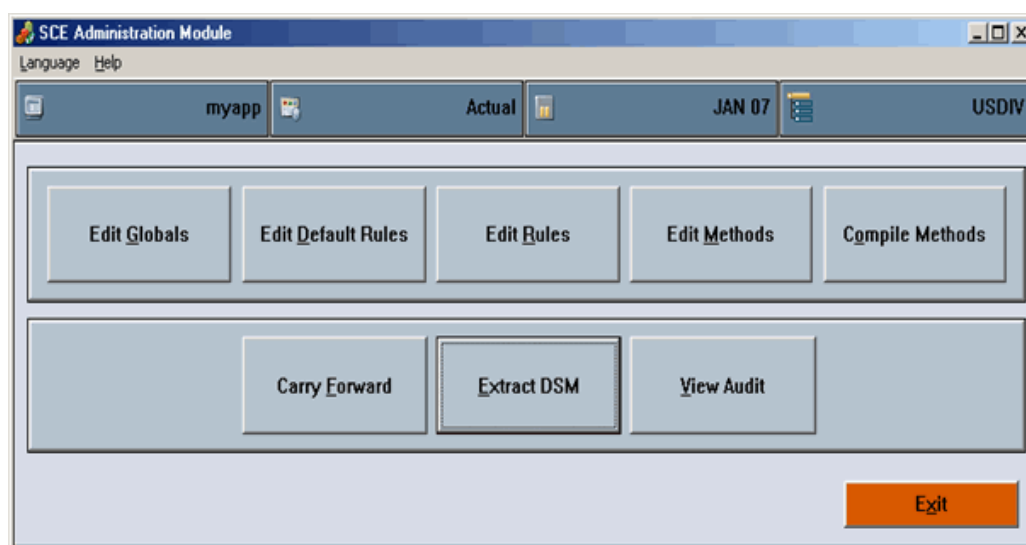 SCE Administration Module
Language Help
myapp Actual JAN 07 USDIV
Edit Globals Edit Default Rules Edit Rules Edit Methods Compile Methods
Carry Forward Extract DSM View Audit
Exit